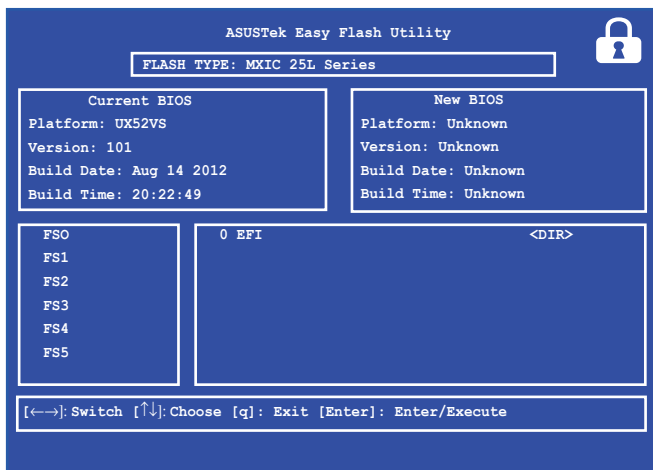 ASUSTek Easy Flash Utility
FLASH TYPE: MXIC 25L Series
Current BIOS
Platform: UX52VS
Version: 101
Build Date: Aug 14 2012
Build Time: 20:22:49
New BIOS
Platform: Unknown
Version: Unknown
Build Date: Unknown
Build Time: Unknown
FSO
FS1
FS2
FS3
FS4
FS5
0 EFI <DIR>
[←→]: Switch [↑↓]: Choose [q]: Exit [Enter]: Enter/Execute